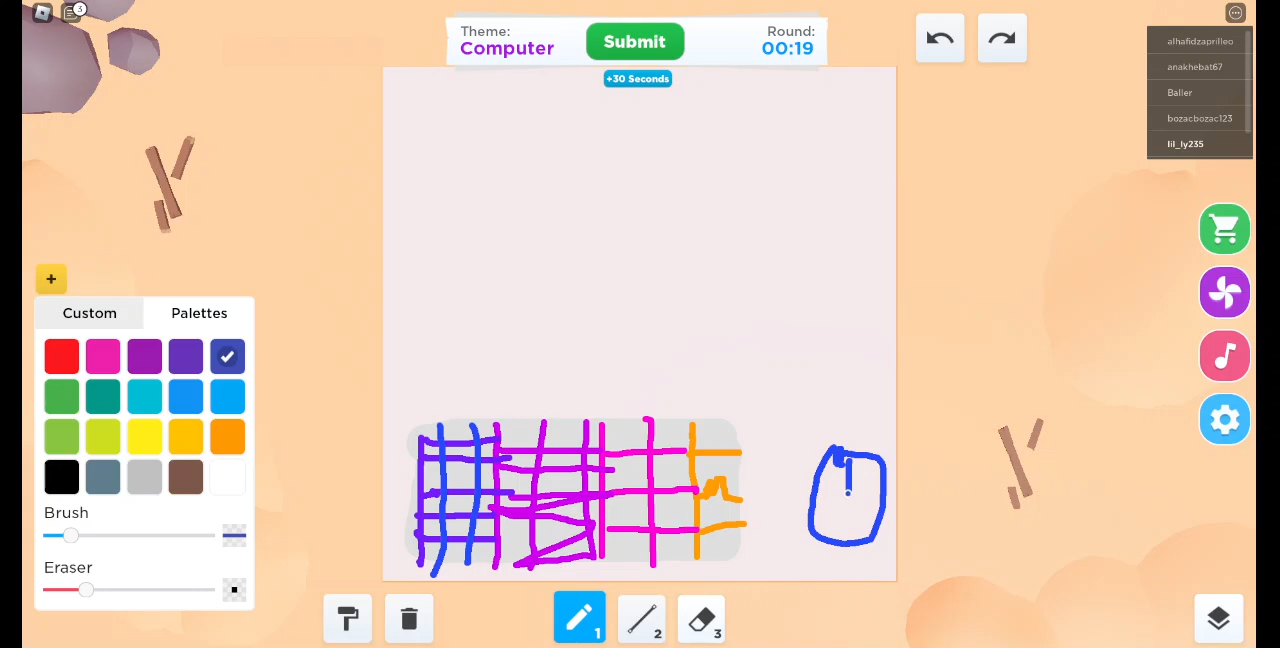 3
Theme:
Computer
Submit
Round:
00:19
+30 Seconds
alhafidzaprilleo
anakhebat67
Baller
bozacbozac123
lil_ly235
+
Custom
Palettes
Brush
Eraser
1
2
3